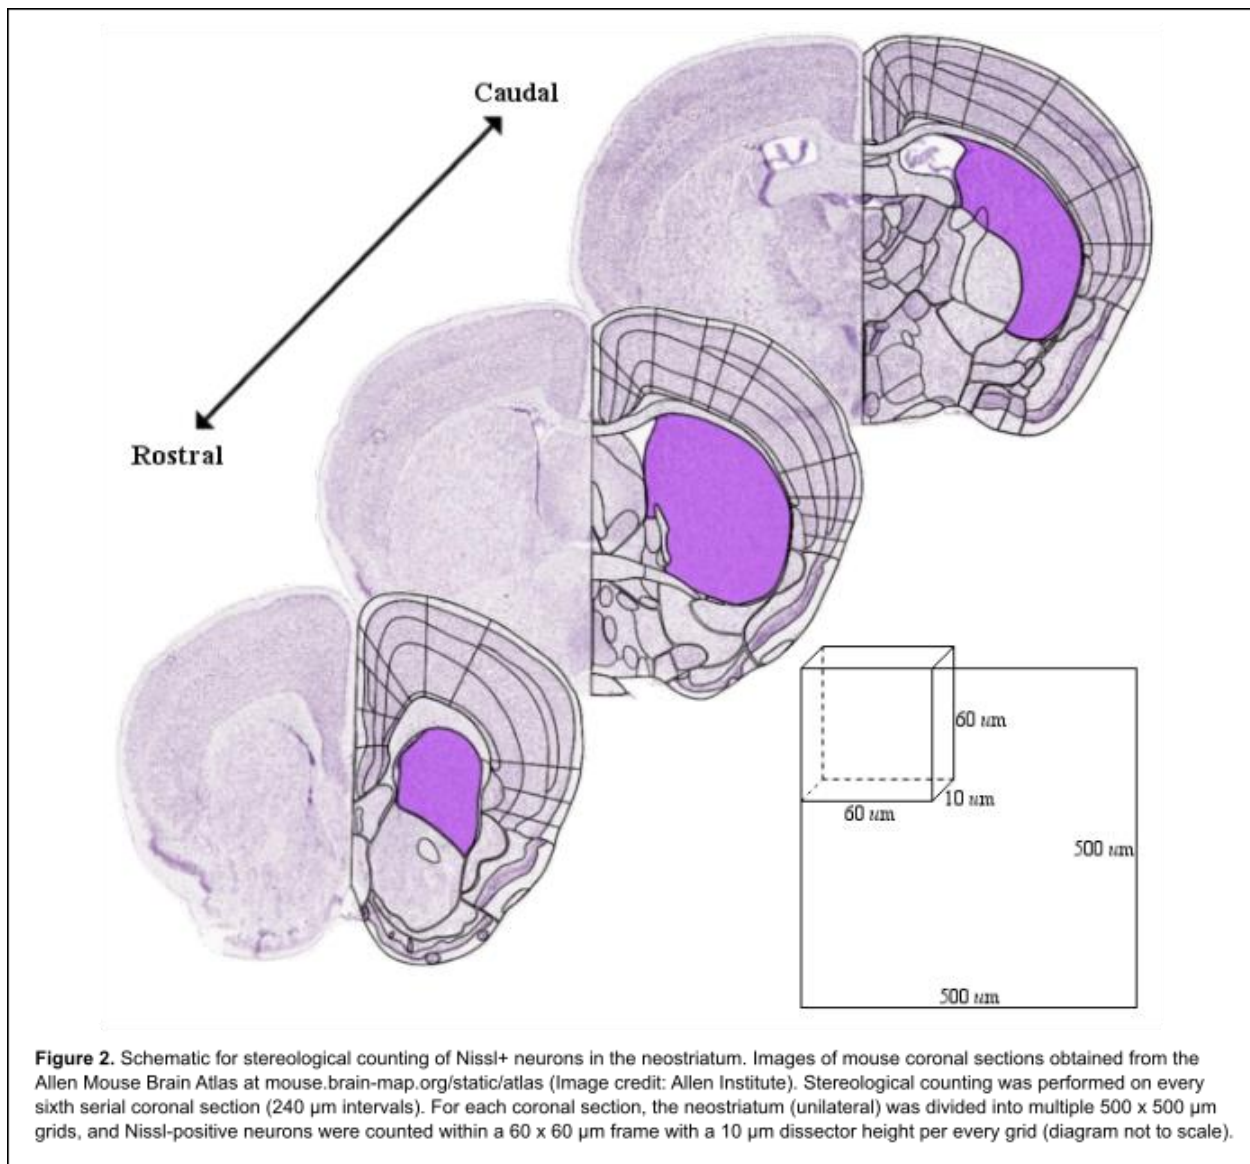 Caudal
Rostral
60 um
10 um
60 um
500 um
500 um
Figure 2. Schematic for stereological counting of Nissl+ neurons in the neostriatum. Images of mouse coronal sections obtained from the
Allen Mouse Brain Atlas at mouse.brain-map.org/static/atlas (Image credit: Allen Institute). Stereological counting was performed on every
sixth serial coronal section (240 µm intervals). For each coronal section, the neostriatum (unilateral) was divided into multiple 500 x 500 µm
grids, and Nissl-positive neurons were counted within a 60 x 60 µm frame with a 10 µm dissector height per every grid (diagram not to scale).